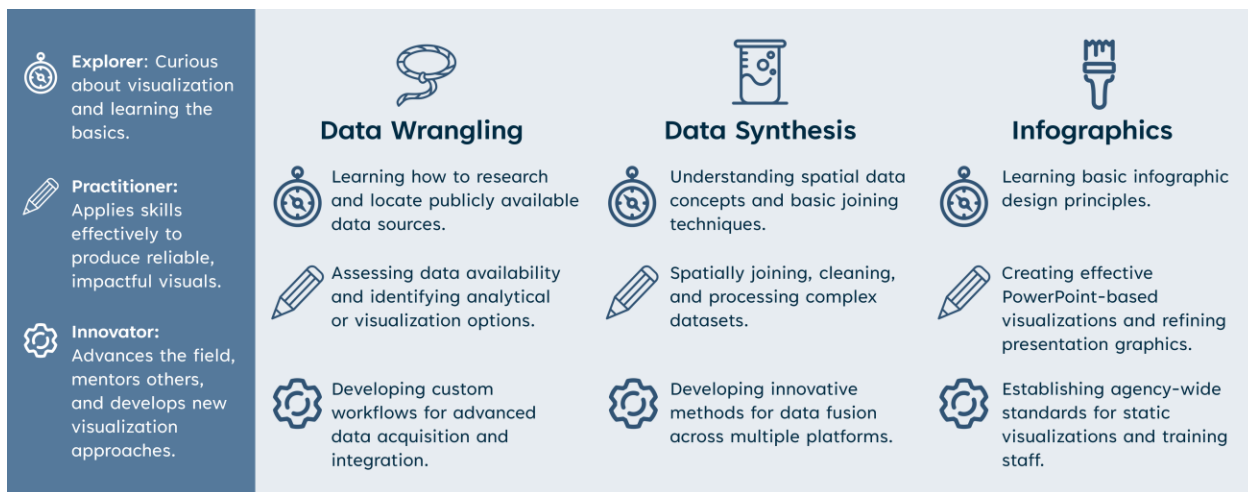 Explorer: Curious
about visualization
and learning the
basics.
Practitioner:
Applies skills
effectively to
produce reliable,
impactful visuals.
Innovator:
Advances the field,
mentors others,
and develops new
visualization
approaches.
Data Wrangling
Learning how to research
and locate publicly available
data sources.
Assessing data availability
and identifying analytical
or visualization options.
Developing custom
workflows for advanced
data acquisition and
integration.
Data Synthesis
Understanding spatial data
concepts and basic joining
techniques.
Spatially joining, cleaning,
and processing complex
datasets.
Developing innovative
methods for data fusion
across multiple platforms.
Infographics
Learning basic infographic
design principles.
Creating effective
PowerPoint-based
visualizations and refining
presentation graphics.
Establishing agency-wide
standards for static
visualizations and training
staff.